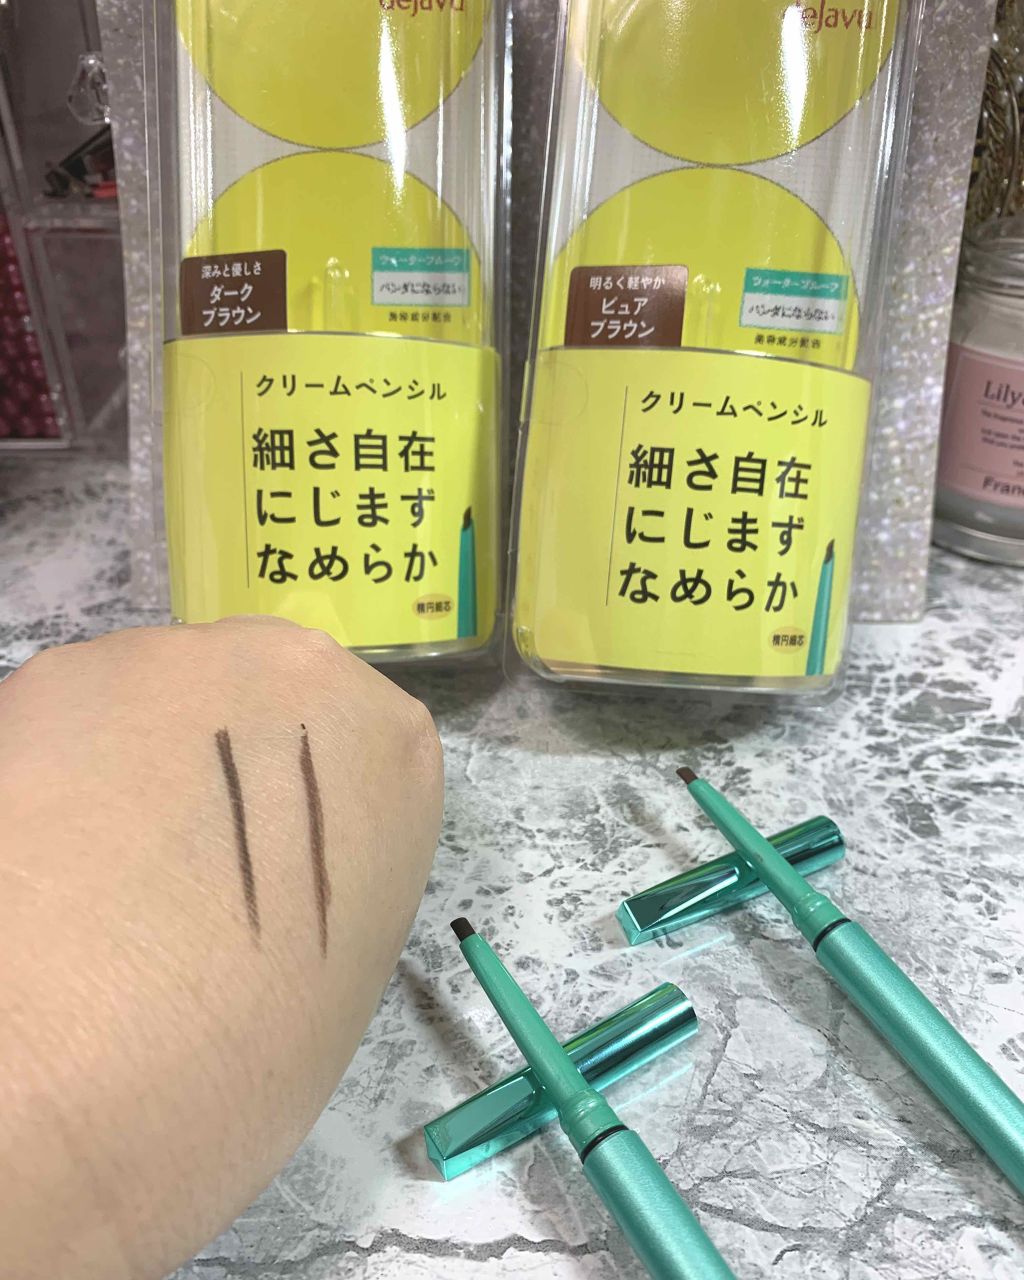 dejavu
深みと優しさ
ダーク
ブラウン
ウォータープルーフ
パンダにならない
美容成分配合
クリームペンシル
細さ自在
にじまず
なめらか
楕円細芯
dejavu
明るく軽やか
ピュア
ブラウン
ウォータープルーフ
パンダにならない
美容成分配合
クリームペンシル
細さ自在
にじまず
なめらか
楕円細芯